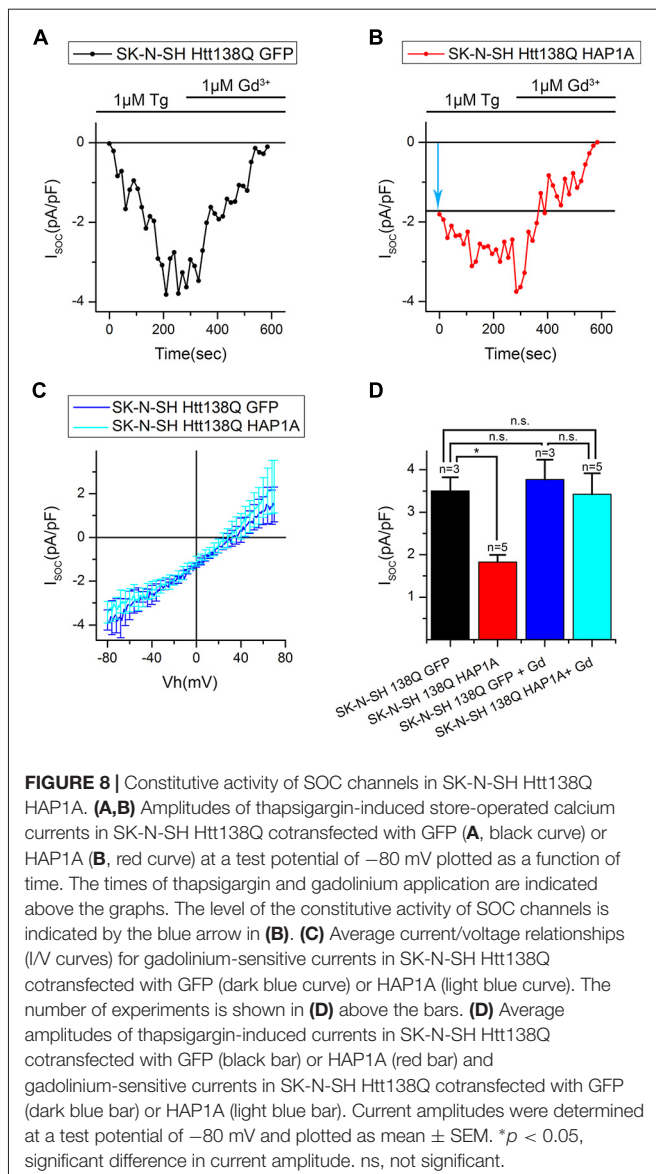 A
SK-N-SH Htt138Q GFP
1µM Gd³⁺
1µM Tg
0
-2
-4
I_SOC(pA/pF)
0 200 400 600
Time(sec)
B
SK-N-SH Htt138Q HAP1A
1µM Gd³⁺
1µM Tg
0
-2
-4
I_SOC(pA/pF)
0 200 400 600
Time(sec)
C
SK-N-SH Htt138Q GFP
SK-N-SH Htt138Q HAP1A
2
0
-2
-4
I_SOC(pA/pF)
-80 -40 0 40 80
Vh(mV)
D
n.s.
n.s. n.s.
n=3 * n=3 n=5
n=5
4
3
2
1
0
I_SOC(pA/pF)
SK-N-SH 138Q GFP
SK-N-SH 138Q HAP1A
SK-N-SH 138Q GFP + Gd
SK-N-SH 138Q HAP1A+ Gd
FIGURE 8 | Constitutive activity of SOC channels in SK-N-SH Htt138Q
HAP1A. (A,B) Amplitudes of thapsigargin-induced store-operated calcium
currents in SK-N-SH Htt138Q cotransfected with GFP (A, black curve) or
HAP1A (B, red curve) at a test potential of −80 mV plotted as a function of
time. The times of thapsigargin and gadolinium application are indicated
above the graphs. The level of the constitutive activity of SOC channels is
indicated by the blue arrow in (B). (C) Average current/voltage relationships
(I/V curves) for gadolinium-sensitive currents in SK-N-SH Htt138Q
cotransfected with GFP (dark blue curve) or HAP1A (light blue curve). The
number of experiments is shown in (D) above the bars. (D) Average
amplitudes of thapsigargin-induced currents in SK-N-SH Htt138Q
cotransfected with GFP (black bar) or HAP1A (red bar) and
gadolinium-sensitive currents in SK-N-SH Htt138Q cotransfected with GFP
(dark blue bar) or HAP1A (light blue bar). Current amplitudes were determined
at a test potential of −80 mV and plotted as mean ± SEM. *p < 0.05,
significant difference in current amplitude. ns, not significant.